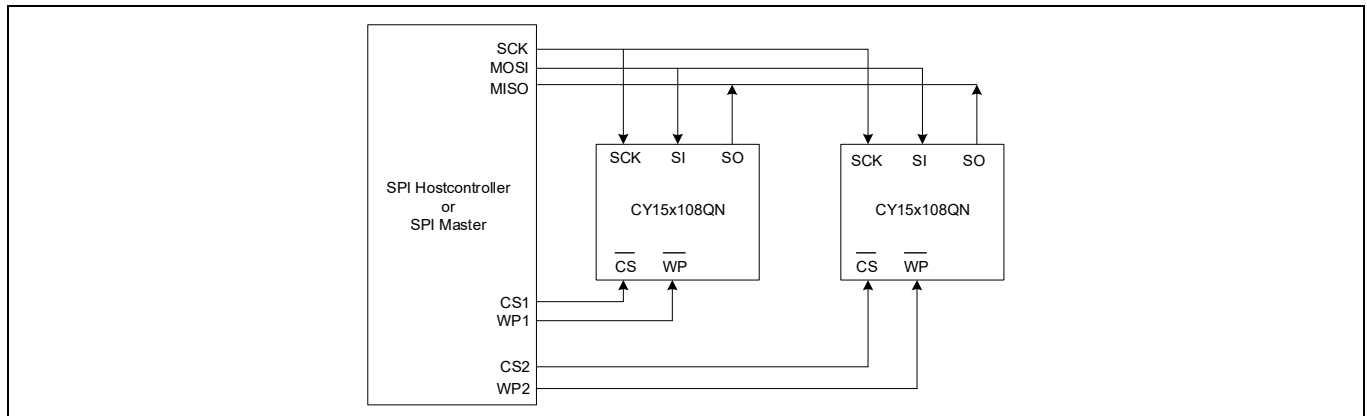 SCK
MOSI
MISO
SPI Hostcontroller
or
SPI Master
CS1
WP1
CS2
WP2
SCK SI SO
CY15x108QN
CS WP
SCK SI SO
CY15x108QN
CS WP